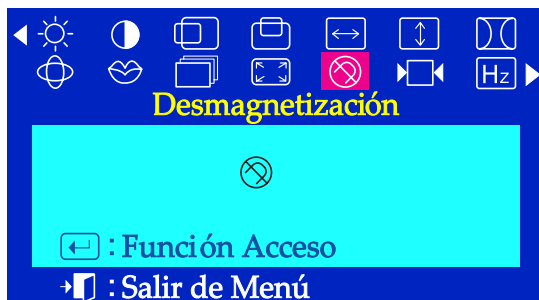 Hz
Desmagnetización
: Función Acceso
: Salir de Menú